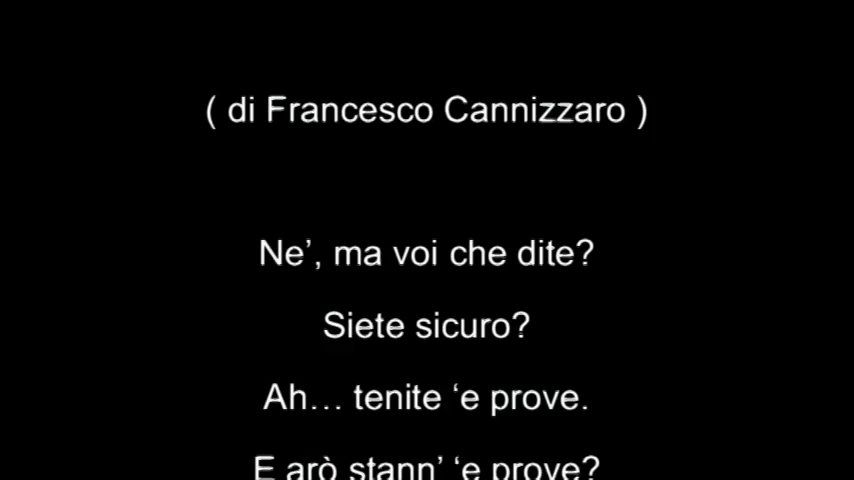 ( di Francesco Cannizzaro )
Ne’, ma voi che dite?
Siete sicuro?
Ah… tenite ‘e prove.
E arò stann’ ‘e prove?